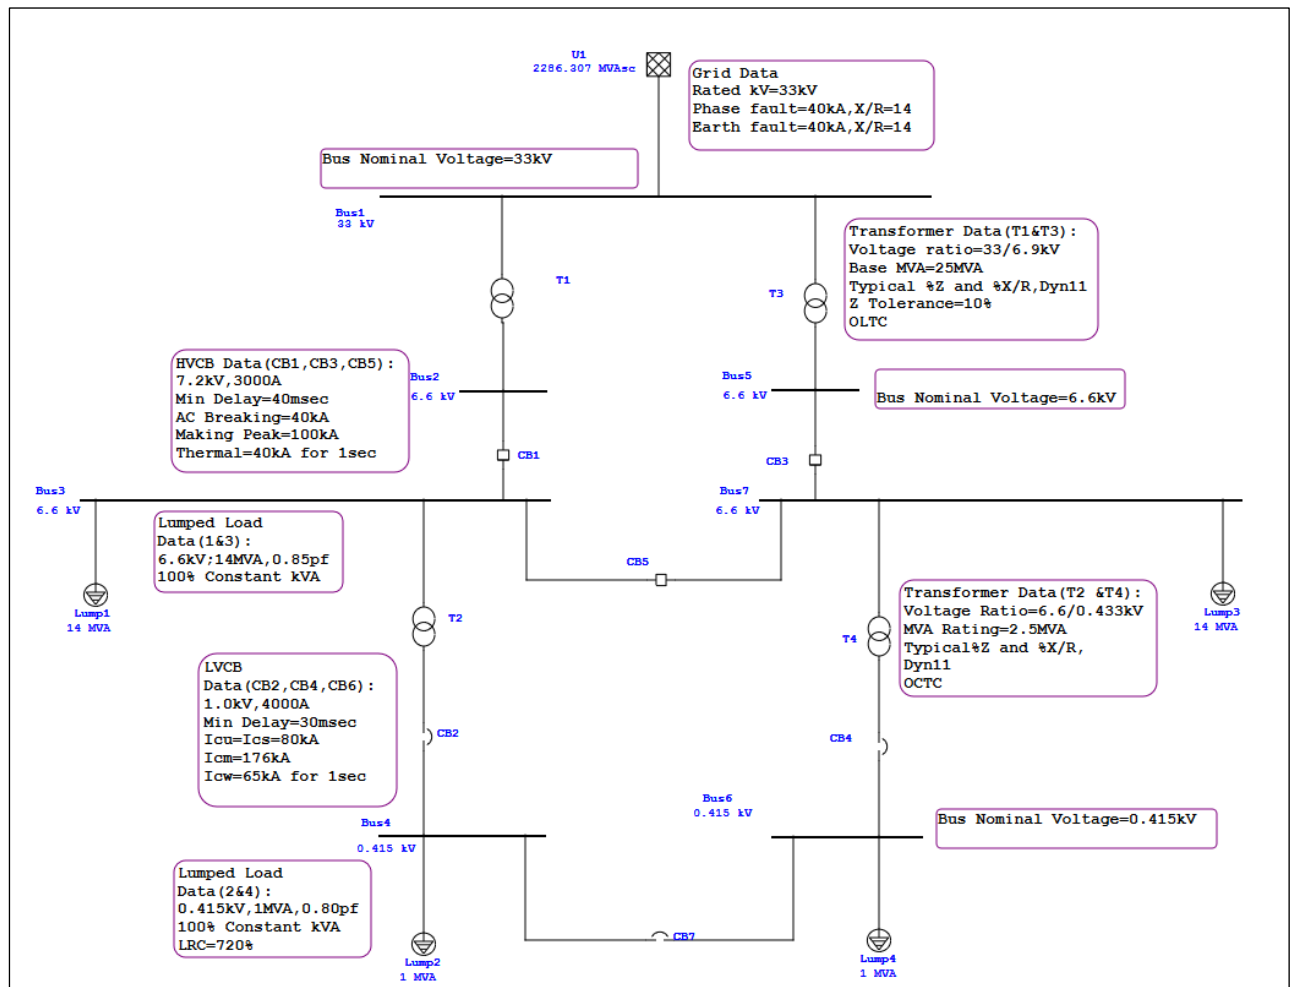 U1
2286.307 MVAsc
Grid Data
Rated kV=33kV
Phase fault=40kA,X/R=14
Earth fault=40kA,X/R=14
Bus Nominal Voltage=33kV
Bus1
33 kV
T1
T3
Transformer Data(T1&T3):
Voltage ratio=33/6.9kV
Base MVA=25MVA
Typical %Z and %X/R,Dyn11
Z Tolerance=10%
OLTC
HVCB Data(CB1,CB3,CB5):
7.2kV,3000A
Min Delay=40msec
AC Breaking=40kA
Making Peak=100kA
Thermal=40kA for 1sec
Bus2
6.6 kV
Bus5
6.6 kV
Bus Nominal Voltage=6.6kV
CB1
CB3
Bus3
6.6 kV
Bus7
6.6 kV
Lumped Load
Data(1&3):
6.6kV;14MVA,0.85pf
100% Constant kVA
CB5
Lump1
14 MVA
T2
T4
Transformer Data(T2 &T4):
Voltage Ratio=6.6/0.433kV
MVA Rating=2.5MVA
Typical%Z and %X/R,
Dyn11
OCTC
Lump3
14 MVA
LVCB
Data(CB2,CB4,CB6):
1.0kV,4000A
Min Delay=30msec
Icu=Ics=80kA
Icm=176kA
Icw=65kA for 1sec
CB2
CB4
Bus4
0.415 kV
Bus6
0.415 kV
Bus Nominal Voltage=0.415kV
Lumped Load
Data(2&4):
0.415kV,1MVA,0.80pf
100% Constant kVA
LRC=720%
CB7
Lump2
1 MVA
Lump4
1 MVA